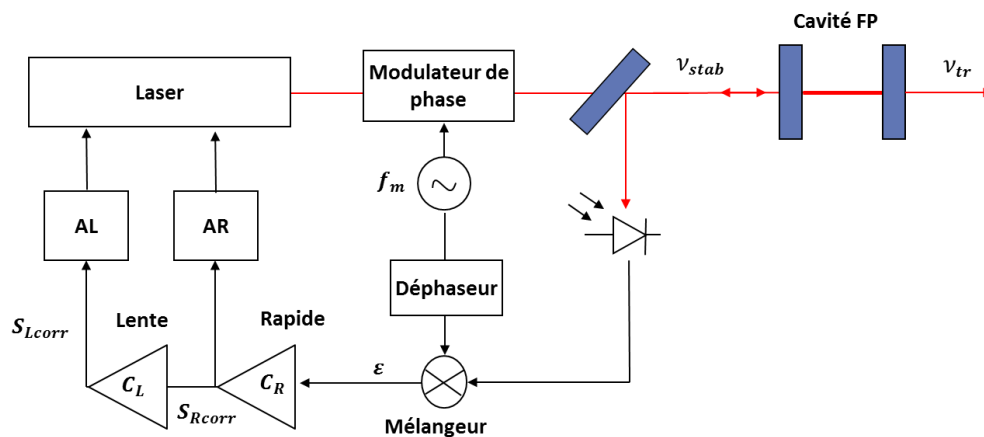 Cavité FP
Laser
Modulateur de
phase
ν_stab
ν_tr
f_m
AL
AR
Déphaseur
S_Lcorr
Lente
Rapide
C_L
C_R
S_Rcorr
ε
Mélangeur